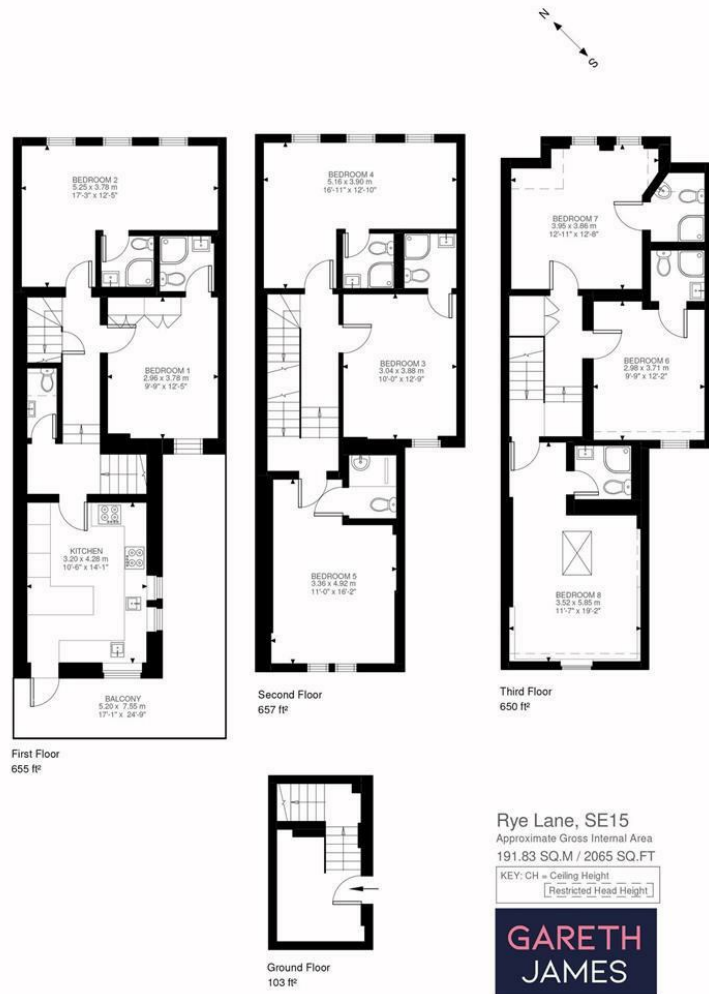 N
S
BEDROOM 2
5.25 x 3.78 m
17'-3" x 12'-5"
BEDROOM 1
2.96 x 3.78 m
9'-9" x 12'-5"
KITCHEN
3.20 x 4.28 m
10'-6" x 14'-1"
BALCONY
5.20 x 7.55 m
17'-1" x 24'-9"
First Floor
655 ft²
BEDROOM 4
5.16 x 3.90 m
16'-11" x 12'-10"
BEDROOM 3
3.04 x 3.88 m
10'-0" x 12'-9"
BEDROOM 5
3.36 x 4.92 m
11'-0" x 16'-2"
Second Floor
657 ft²
BEDROOM 7
3.95 x 3.86 m
12'-11" x 12'-8"
BEDROOM 6
2.98 x 3.71 m
9'-9" x 12'-2"
BEDROOM 8
3.52 x 5.85 m
11'-7" x 19'-2"
Third Floor
650 ft²
Ground Floor
103 ft²
Rye Lane, SE15
Approximate Gross Internal Area
191.83 SQ.M / 2065 SQ.FT
KEY: CH = Ceiling Height
Restricted Head Height
GARETH
JAMES